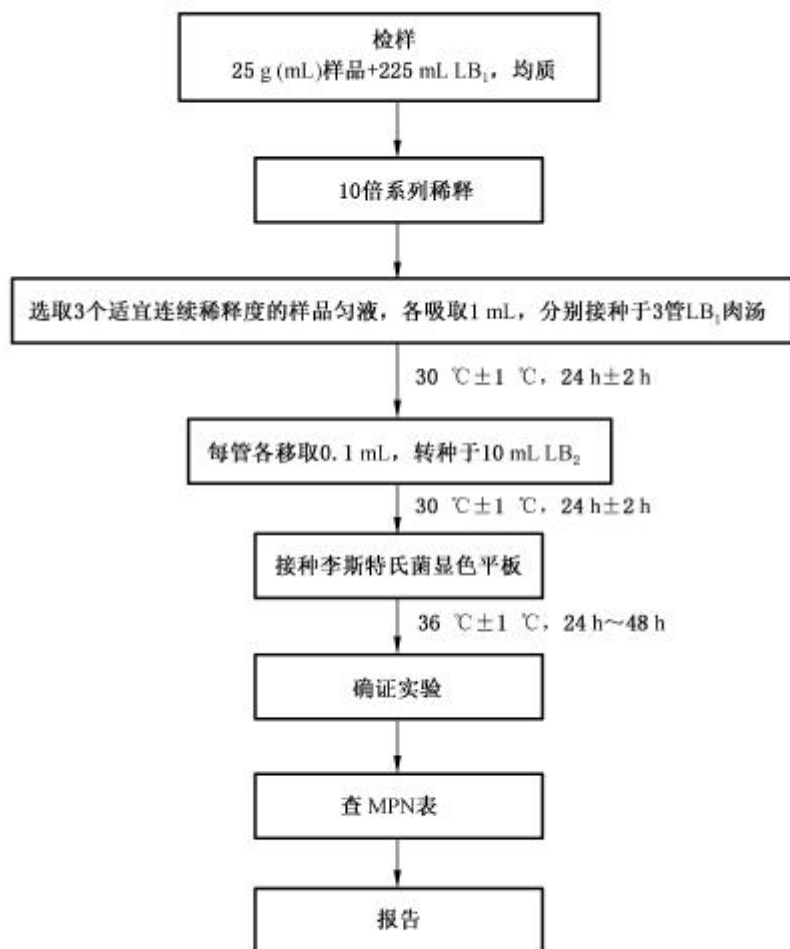 检样
25 g (mL)样品+225 mL LB₁，均质
10倍系列稀释
选取3个适宜连续稀释度的样品匀液，各吸取1 mL，分别接种于3管LB₁肉汤
30 ℃±1 ℃，24 h±2 h
每管各移取0.1 mL，转种于10 mL LB₂
30 ℃±1 ℃，24 h±2 h
接种李斯特氏菌显色平板
36 ℃±1 ℃，24 h～48 h
确证实验
查 MPN表
报告